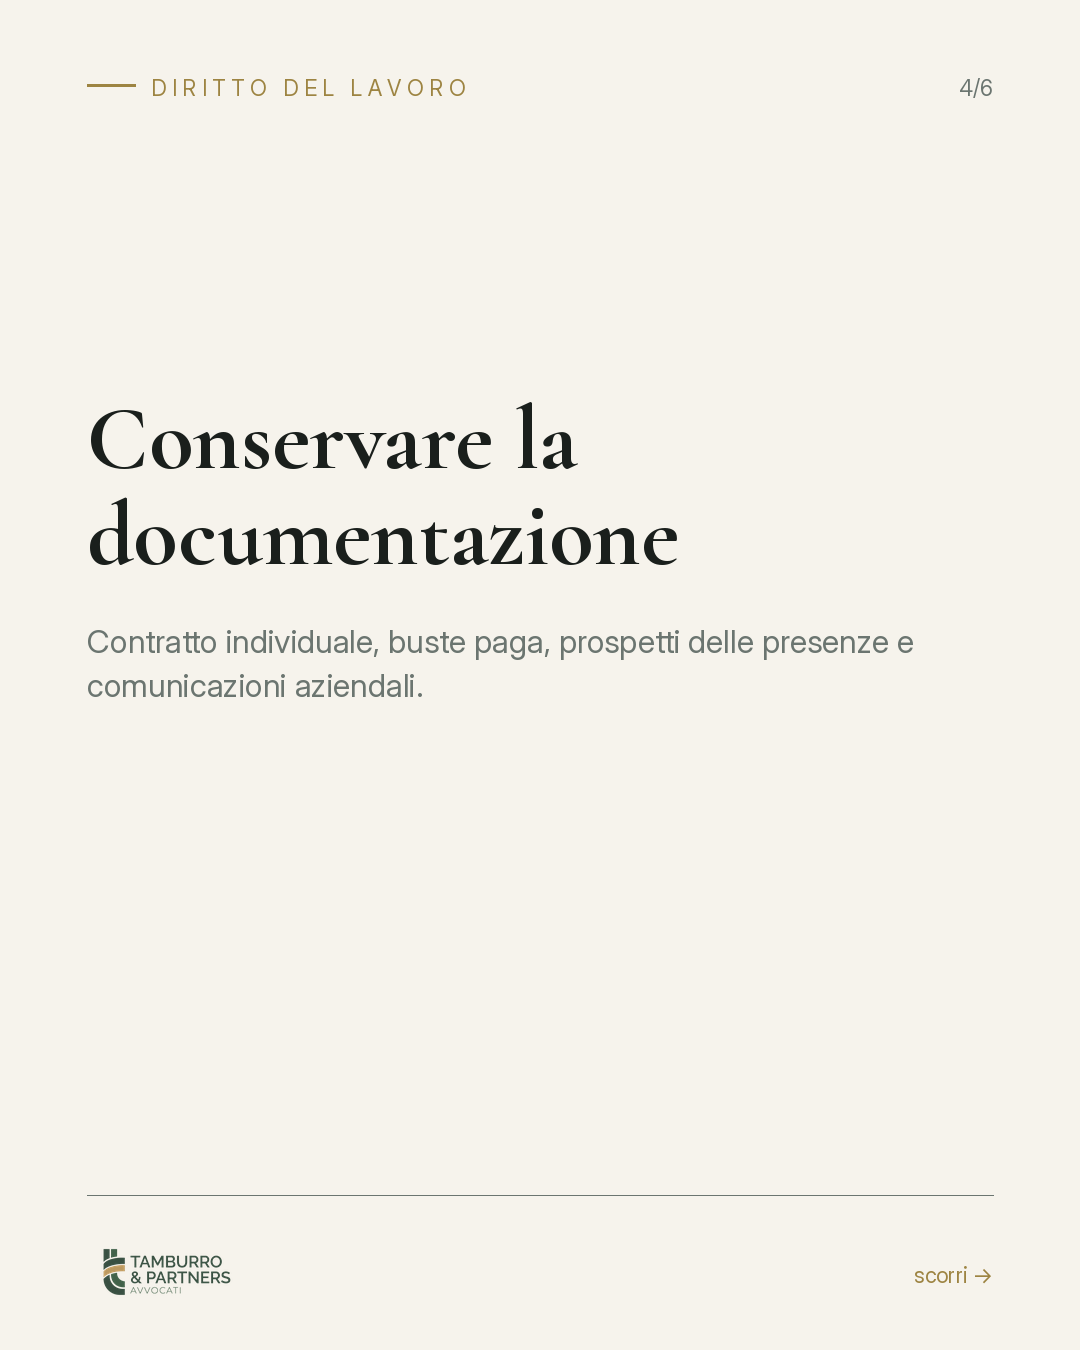 DIRITTO DEL LAVORO
4/6
Conservare la
documentazione
Contratto individuale, buste paga, prospetti delle presenze e
comunicazioni aziendali.
TAMBURRO
& PARTNERS
AVVOCATI
scorri →